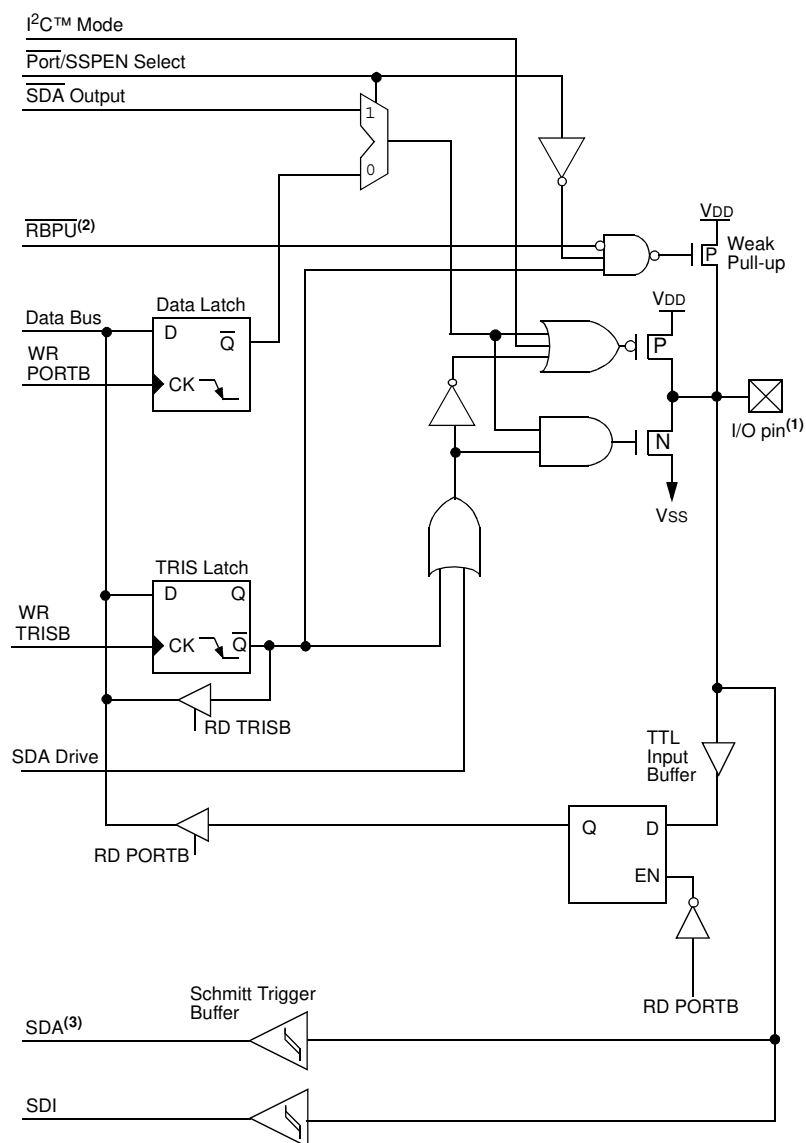 I²C™ Mode
Port/SSPEN Select
SDA Output
1
0
RBPU(2)
VDD
P
Weak
Pull-up
Data Bus
Data Latch
D
Q
WR
PORTB
CK
VDD
P
I/O pin(1)
N
VSS
TRIS Latch
D
Q
WR
TRISB
CK
Q
RD TRISB
SDA Drive
TTL
Input
Buffer
Q
D
RD PORTB
EN
RD PORTB
Schmitt Trigger
Buffer
SDA(3)
SDI